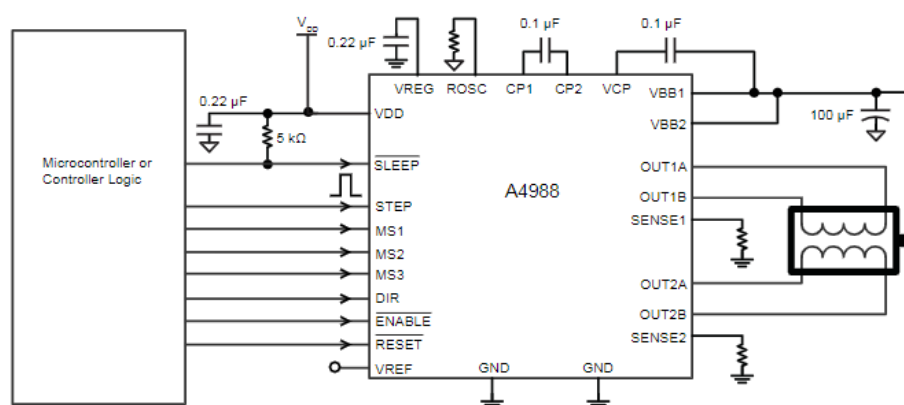 V_DD
0.22 µF
0.1 µF
0.1 µF
VREG
ROSC
CP1
CP2
VCP
VBB1
VDD
0.22 µF
5 kΩ
VBB2
100 µF
Microcontroller or
Controller Logic
SLEEP
OUT1A
A4988
OUT1B
STEP
SENSE1
MS1
MS2
MS3
OUT2A
DIR
OUT2B
ENABLE
SENSE2
RESET
VREF
GND
GND